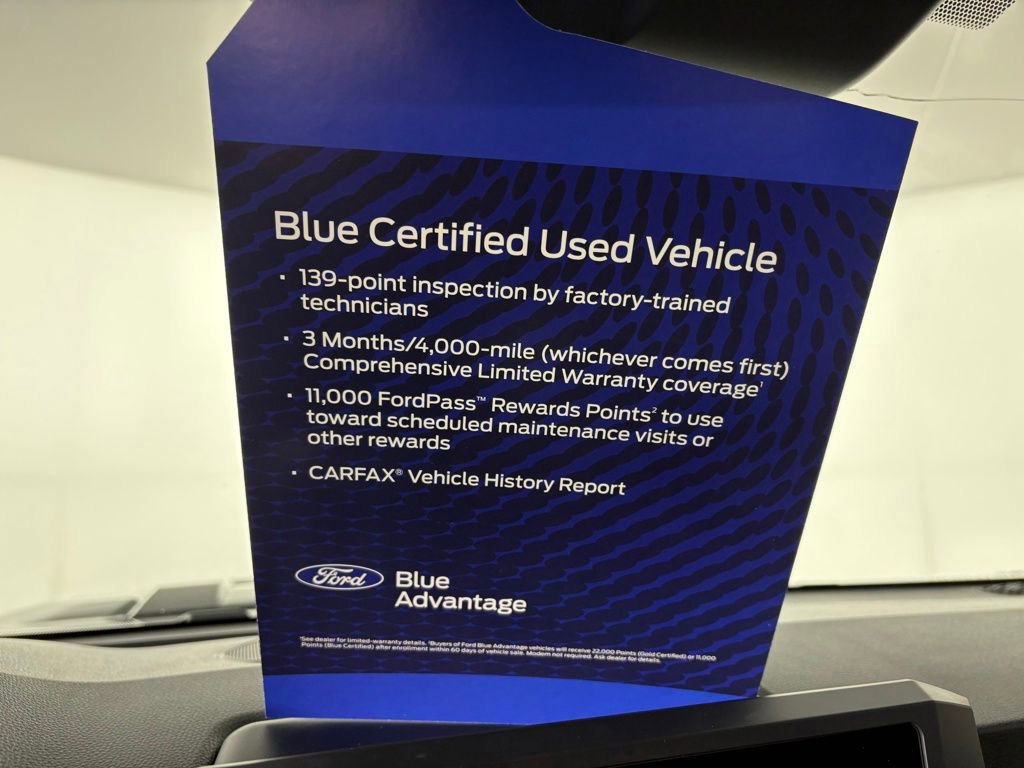 Blue Certified Used Vehicle
· 139-point inspection by factory-trained
technicians
· 3 Months/4,000-mile (whichever comes first)
Comprehensive Limited Warranty coverage¹
· 11,000 FordPass™ Rewards Points² to use
toward scheduled maintenance visits or
other rewards
· CARFAX® Vehicle History Report
Ford
Blue
Advantage
¹See dealer for limited-warranty details. ²Buyers of Ford Blue Advantage vehicles will receive 22,000 Points (Gold Certified) or 11,000
Points (Blue Certified) after enrollment within 60 days of vehicle sale. Modem not required. Ask dealer for details.